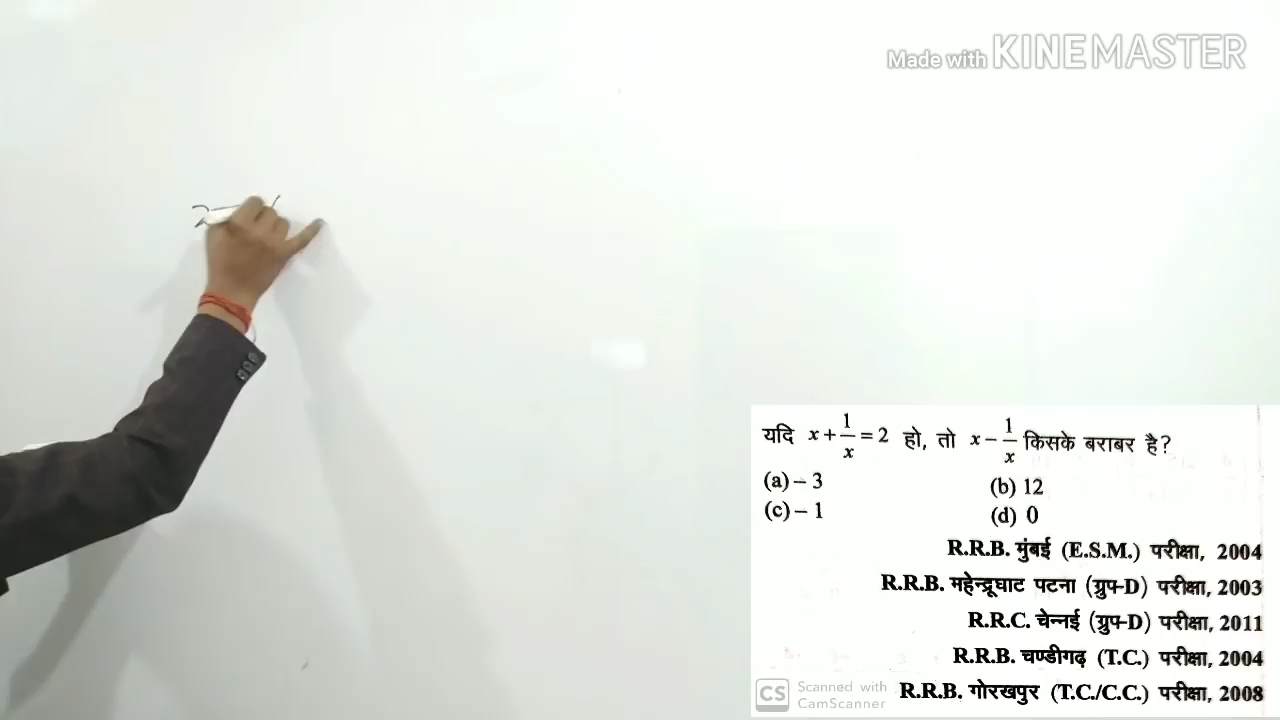 Made with KINEMASTER
यदि x + 1/x = 2 हो, तो x − 1/x किसके बराबर है?
(a) – 3 (b) 12
(c) – 1 (d) 0
R.R.B. मुंबई (E.S.M.) परीक्षा, 2004
R.R.B. महेन्द्रूघाट पटना (ग्रुप-D) परीक्षा, 2003
R.R.C. चेन्नई (ग्रुप-D) परीक्षा, 2011
R.R.B. चण्डीगढ़ (T.C.) परीक्षा, 2004
R.R.B. गोरखपुर (T.C./C.C.) परीक्षा, 2008
CS Scanned with
CamScanner